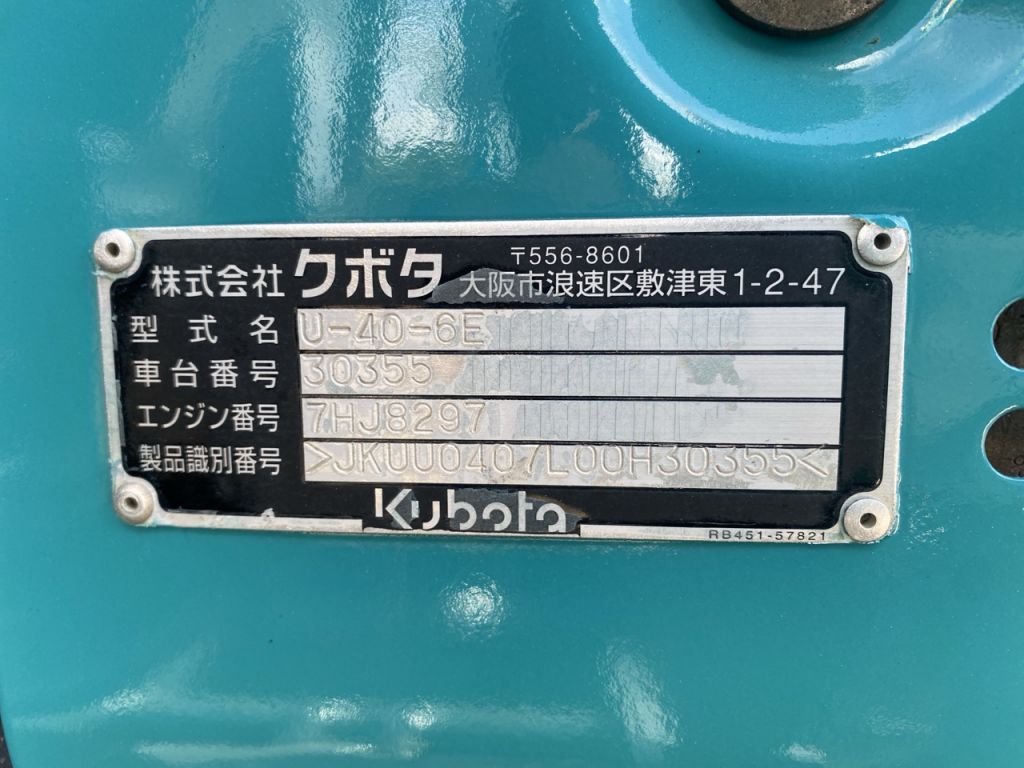 〒556-8601
株式会社 クボタ 大阪市浪速区敷津東1-2-47
型式名 U-40-6E
車台番号 30355
エンジン番号 7HJ8297
製品識別番号 >JKUU0407L00H30355<
Kubota
RB451-57821